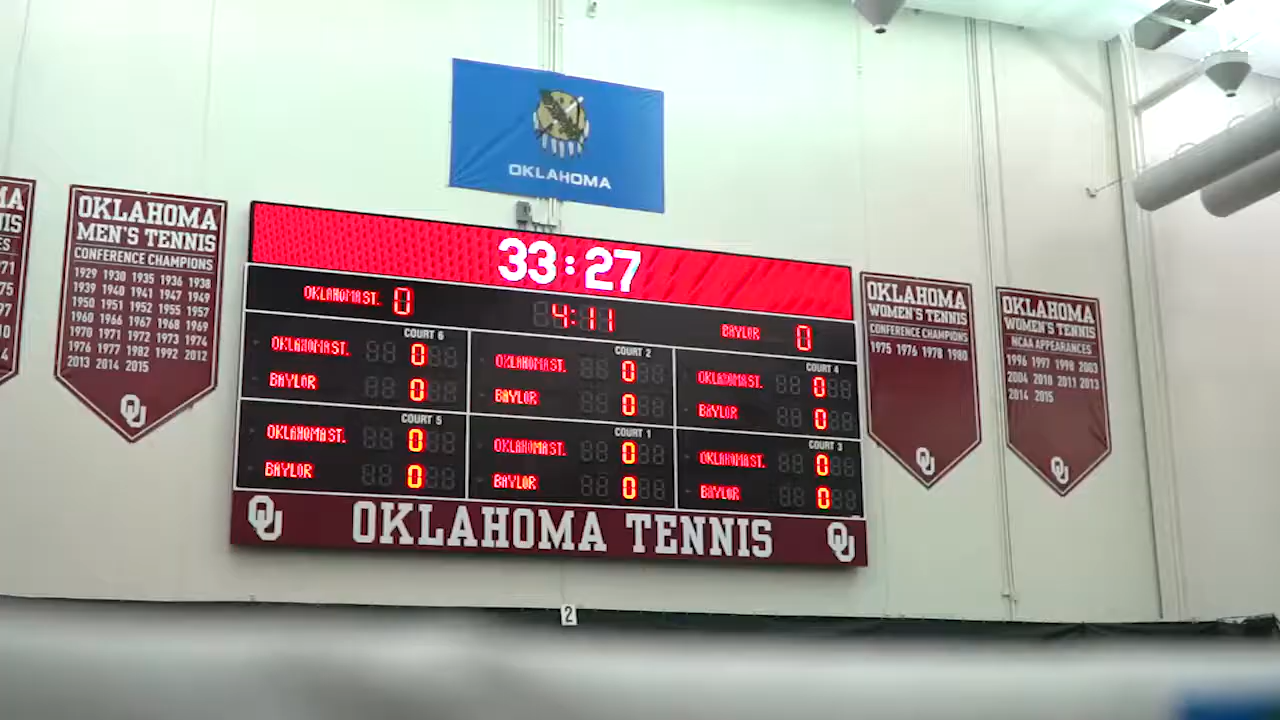 OKLAHOMA
33:27
OKLAHOMA ST. 0
4:11
BAYLOR 0
COURT 6
OKLAHOMA ST. 0
BAYLOR 0
COURT 2
OKLAHOMA ST. 0
BAYLOR 0
COURT 4
OKLAHOMA ST. 0
BAYLOR 0
COURT 5
OKLAHOMA ST. 0
BAYLOR 0
COURT 1
OKLAHOMA ST. 0
BAYLOR 0
COURT 3
OKLAHOMA ST. 0
BAYLOR 0
OU OKLAHOMA TENNIS OU
OKLAHOMA
MEN'S TENNIS
CONFERENCE CHAMPIONS
1929 1930 1935 1936 1938
1939 1940 1941 1947 1949
1950 1951 1952 1956 1957
1960 1966 1967 1968 1969
1970 1971 1972 1973 1974
1976 1977 1982 1992 2012
2013 2014 2015
OU
OKLAHOMA
WOMEN'S TENNIS
CONFERENCE CHAMPIONS
1975 1976 1978 1980
OU
OKLAHOMA
WOMEN'S TENNIS
NCAA APPEARANCES
1996 1997 1998 2003
2004 2010 2011 2013
2014 2015
OU
2